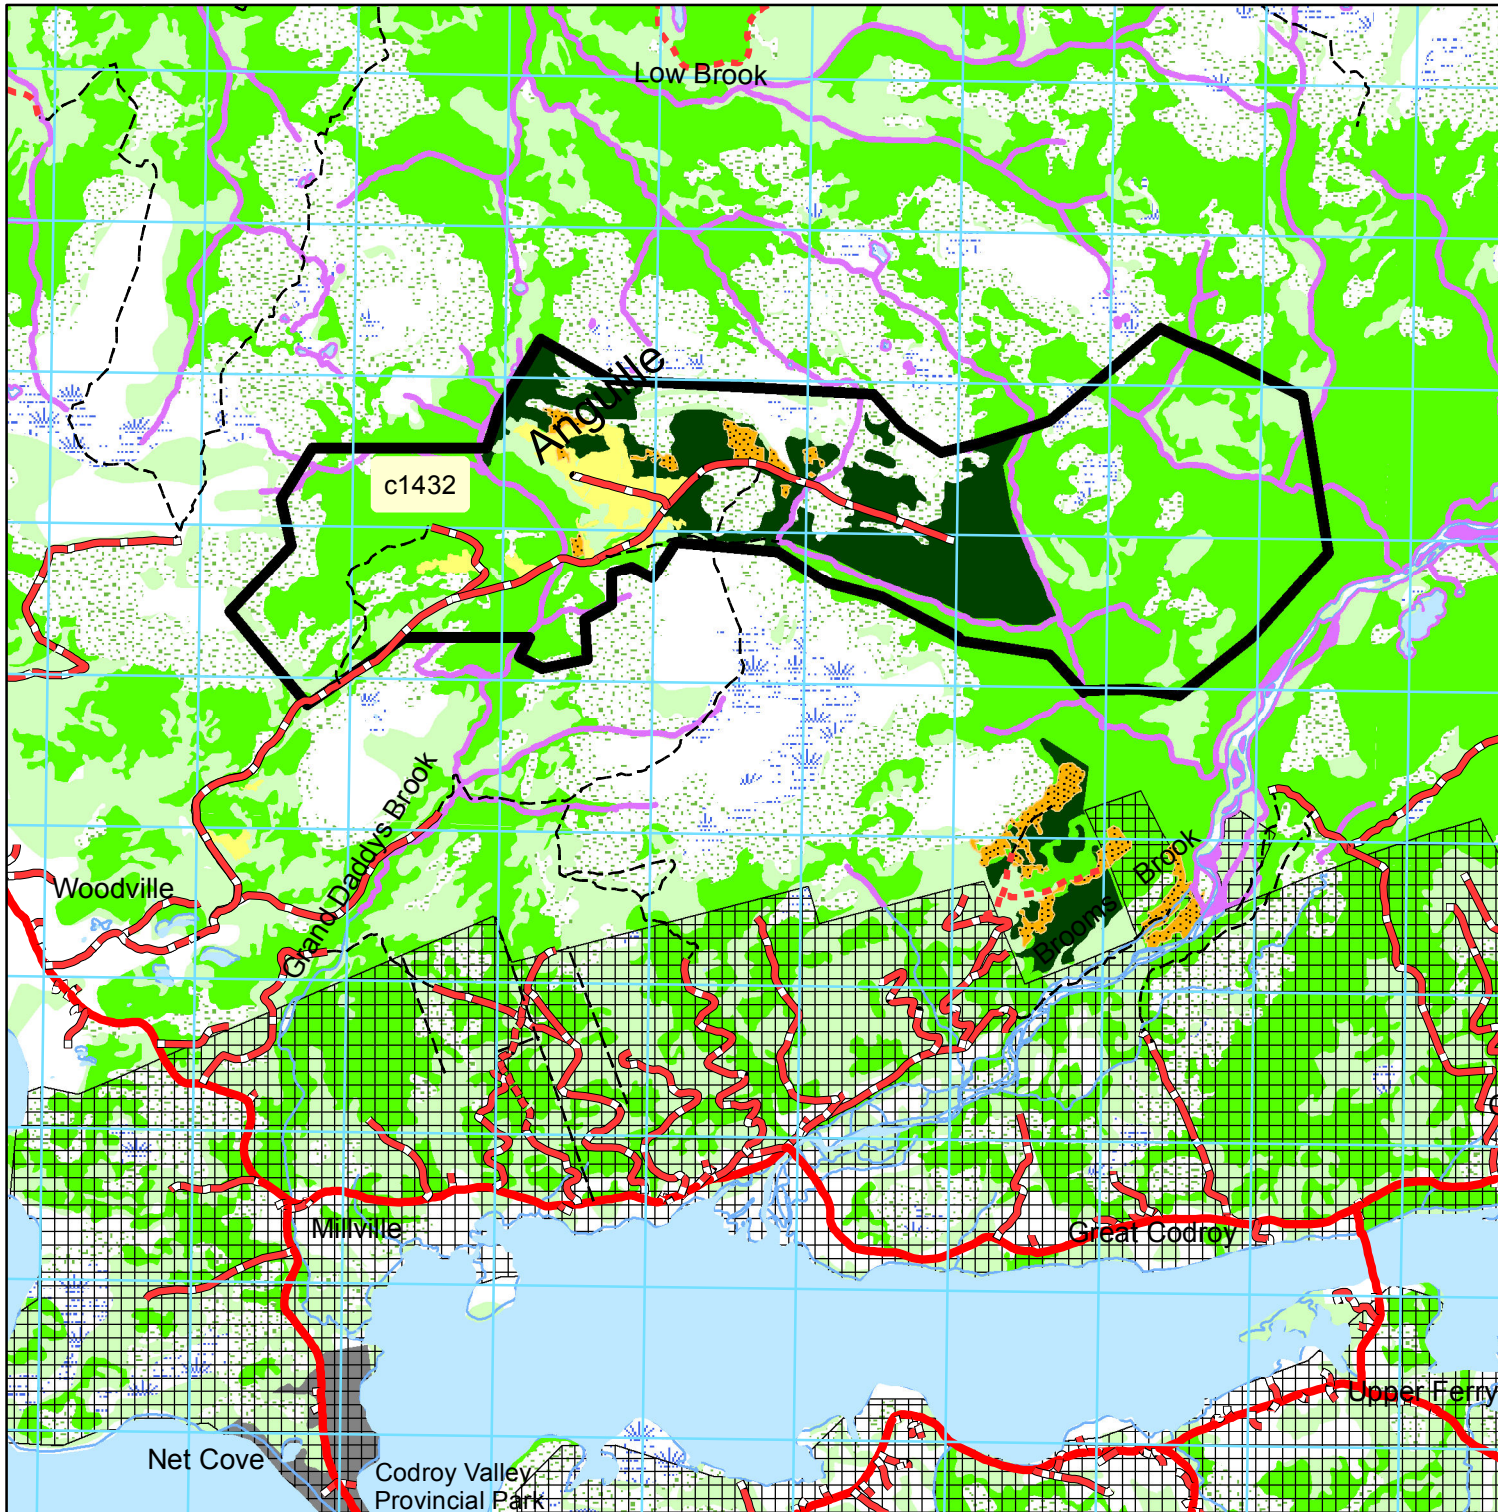 Low Brook
Anguille
c1432
Grand Daddys Brook
Woodville
Brook
Brooms
Millville
Great Codroy
Upper Ferry
Net Cove
Codroy Valley
Provincial Park